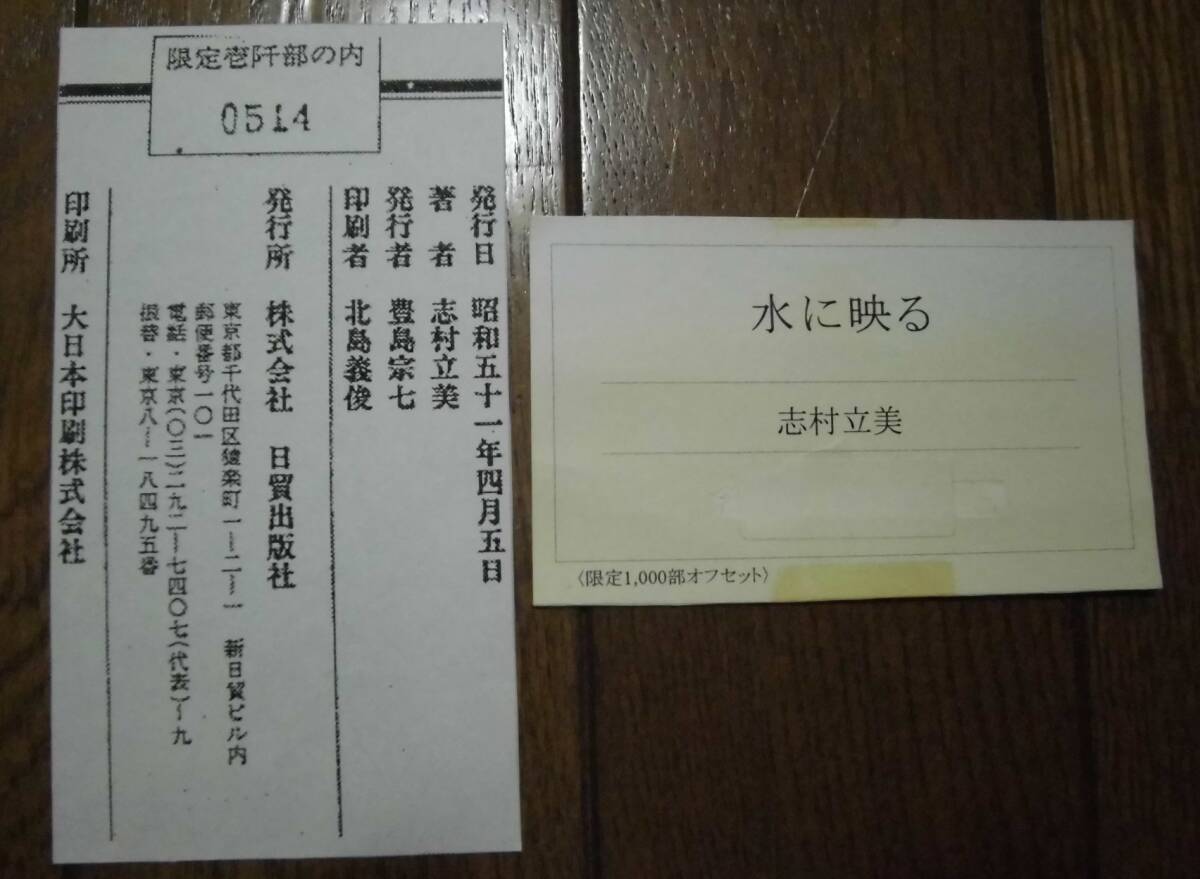 限定壱阡部の内
0514
発行日 昭和五十一年四月五日
著者 志村立美
発行者 豊島宗七
印刷者 北島義俊
発行所 株式会社 日貿出版社
東京都千代田区猿楽町一ー二ー一 新日貿ビル内
郵便番号一〇一
電話・東京(〇三)二九二ー七四〇七(代表)〜九
振替・東京八ー一八四九五番
印刷所 大日本印刷株式会社
水に映る
志村立美
〈限定1,000部オフセット〉